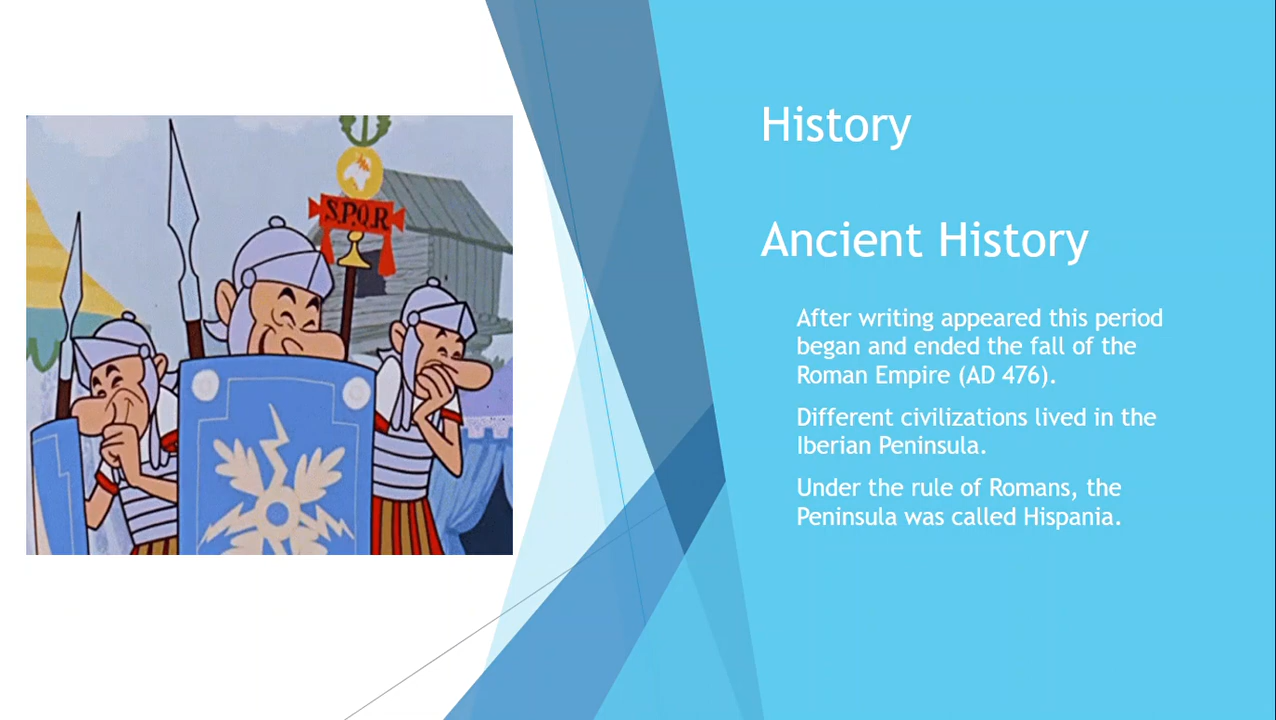 S.P.Q.R
History
Ancient History
After writing appeared this period
began and ended the fall of the
Roman Empire (AD 476).
Different civilizations lived in the
Iberian Peninsula.
Under the rule of Romans, the
Peninsula was called Hispania.